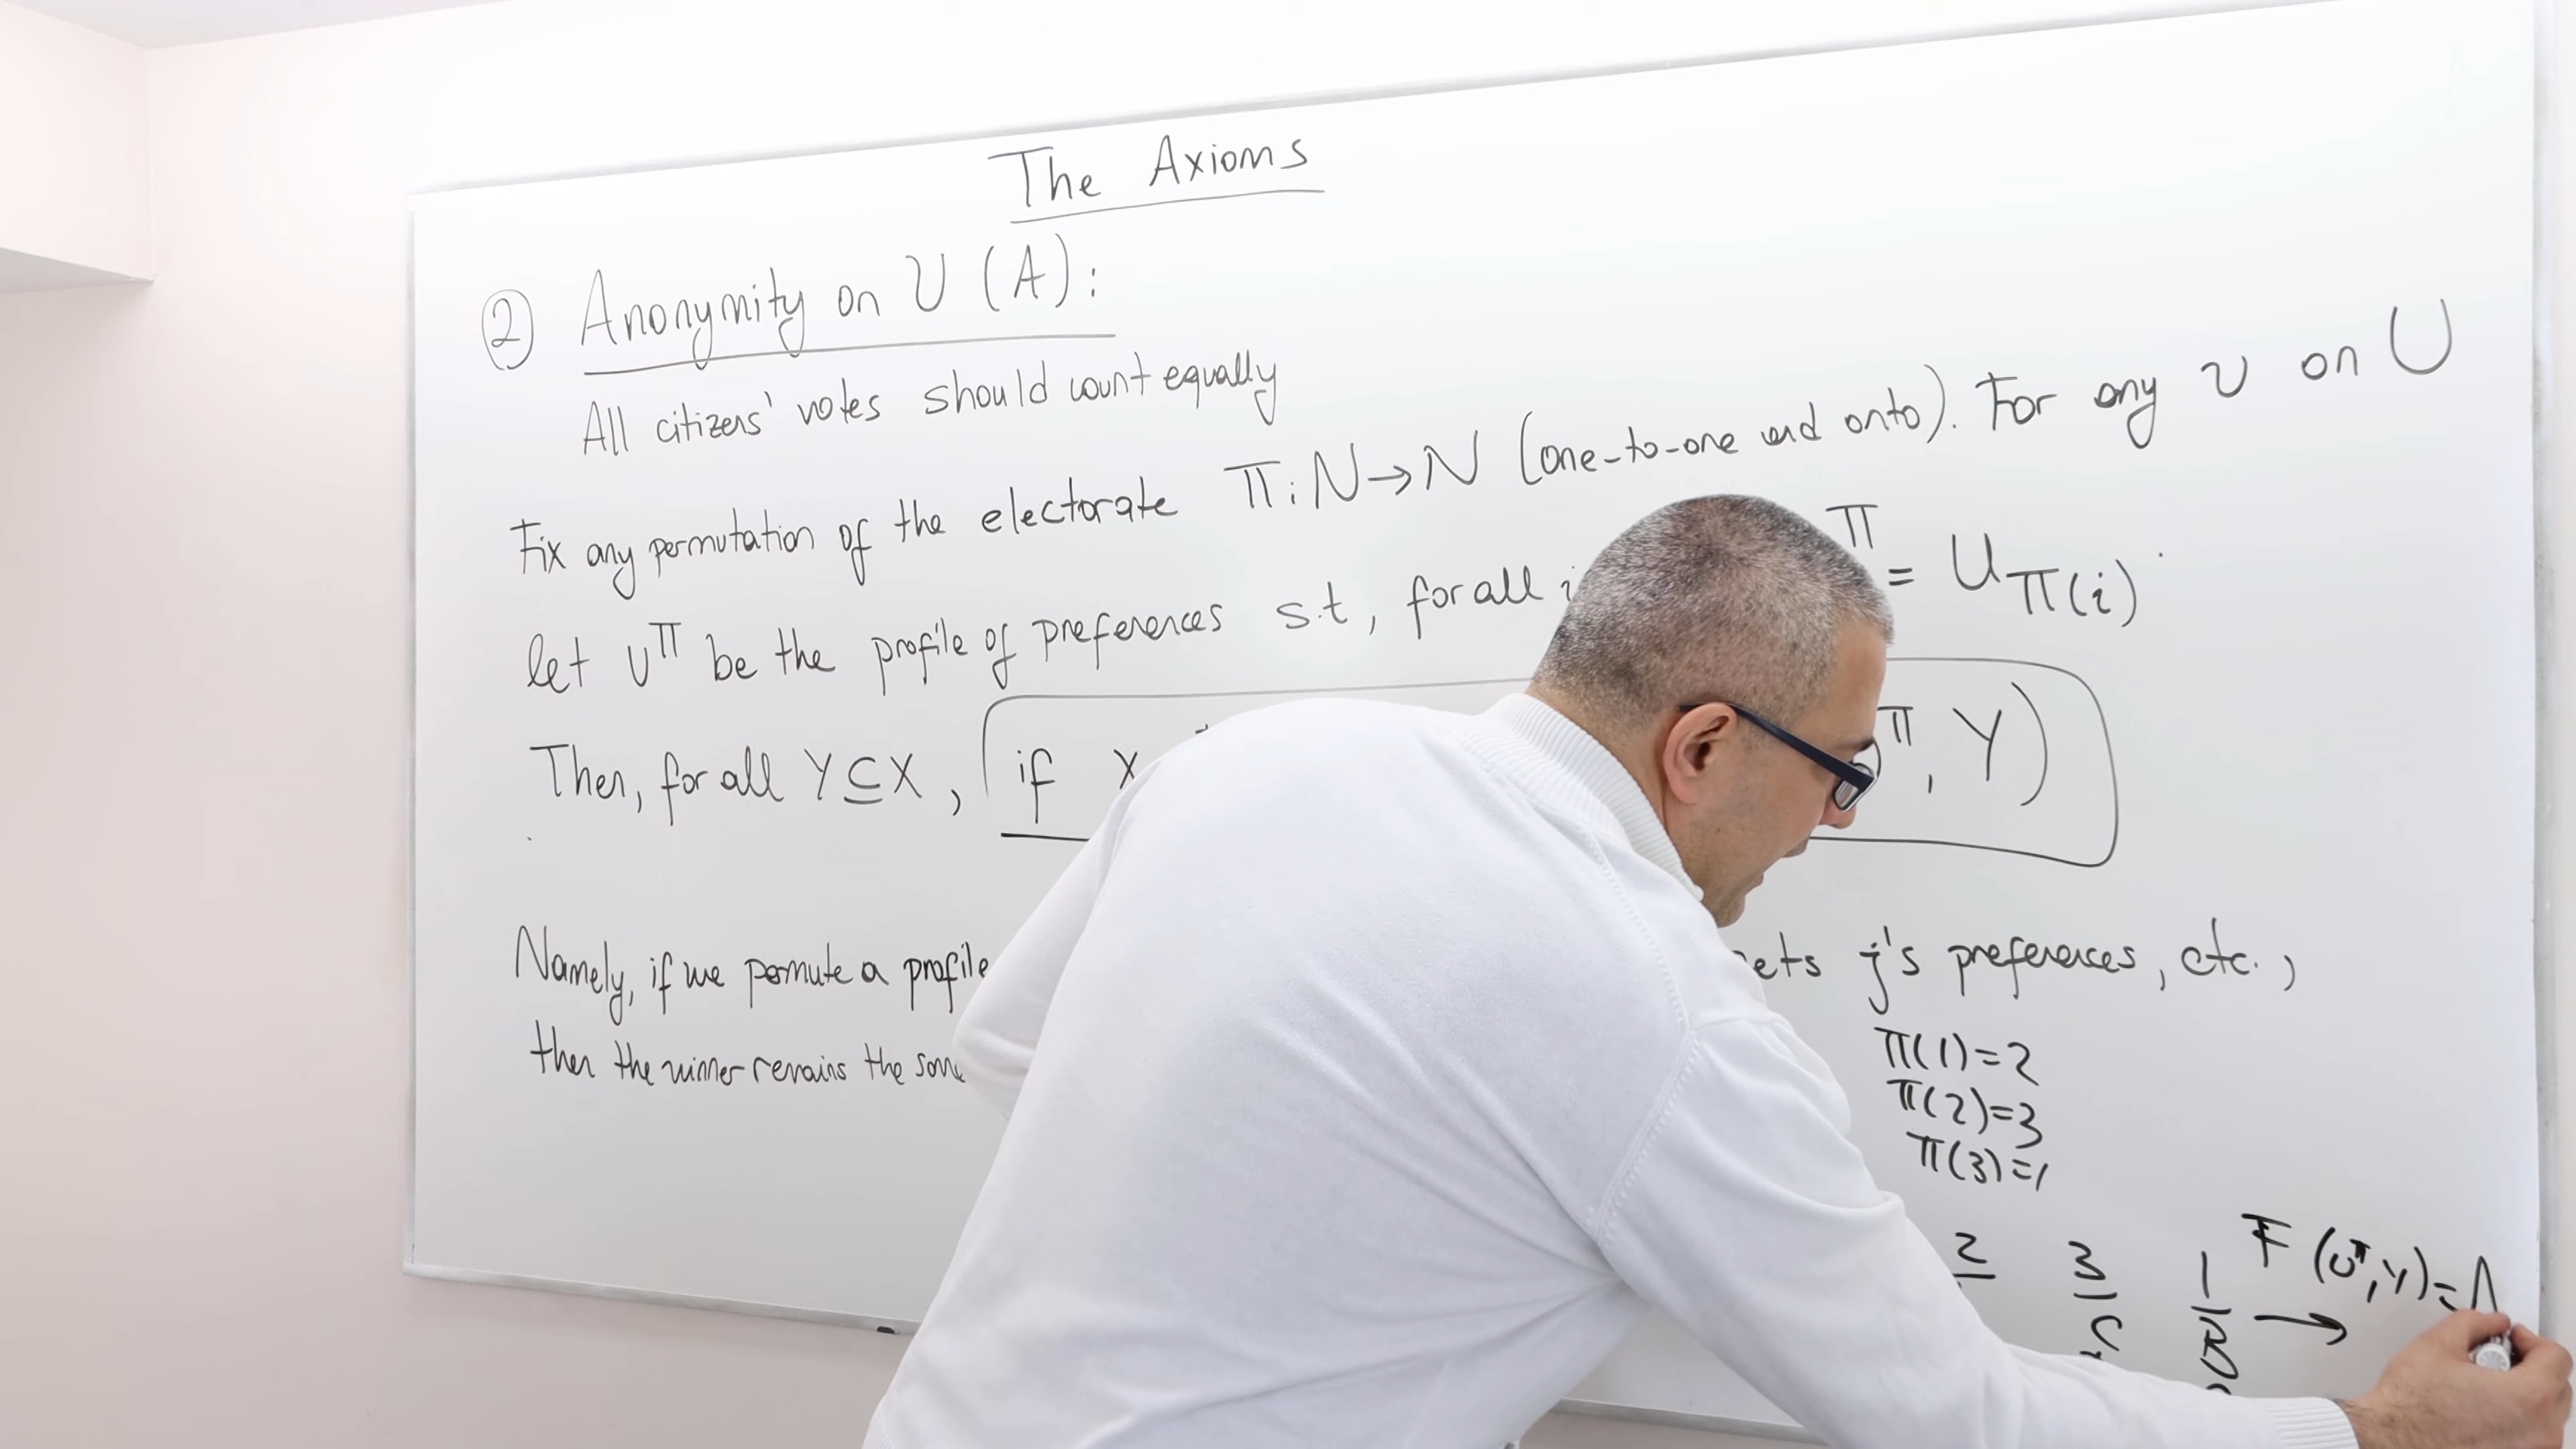 The Axioms
② Anonymity on U (A):
All citizens' votes should count equally
Fix any permutation of the electorate π: N→N (one-to-one and onto). For any U on U
let U^π be the profile of preferences s.t, for all i π = U_π(i).
Then, for all Y⊆X, if X π, Y)
Namely, if we permute a profile j's preferences, etc.,
then the winner remains the same
π(1)=2
π(2)=3
π(3)=1
2 3 1 F(U^π,Y)=
→